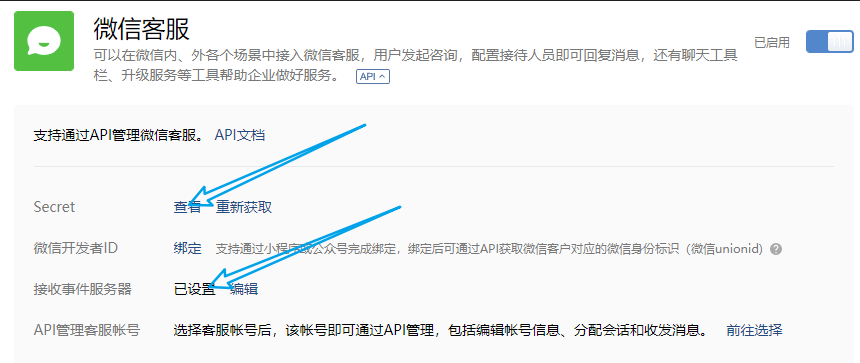 微信客服
可以在微信内、外各个场景中接入微信客服，用户发起咨询，配置接待人员即可回复消息，还有聊天工具
栏、升级服务等工具帮助企业做好服务。 API
已启用
支持通过API管理微信客服。 API文档
Secret 查看 重新获取
微信开发者ID 绑定 支持通过小程序或公众号完成绑定，绑定后可通过API获取微信客户对应的微信身份标识（微信unionid) ?
接收事件服务器 已设置 编辑
API管理客服帐号 选择客服帐号后，该帐号即可通过API管理，包括编辑帐号信息、分配会话和收发消息。 前往选择